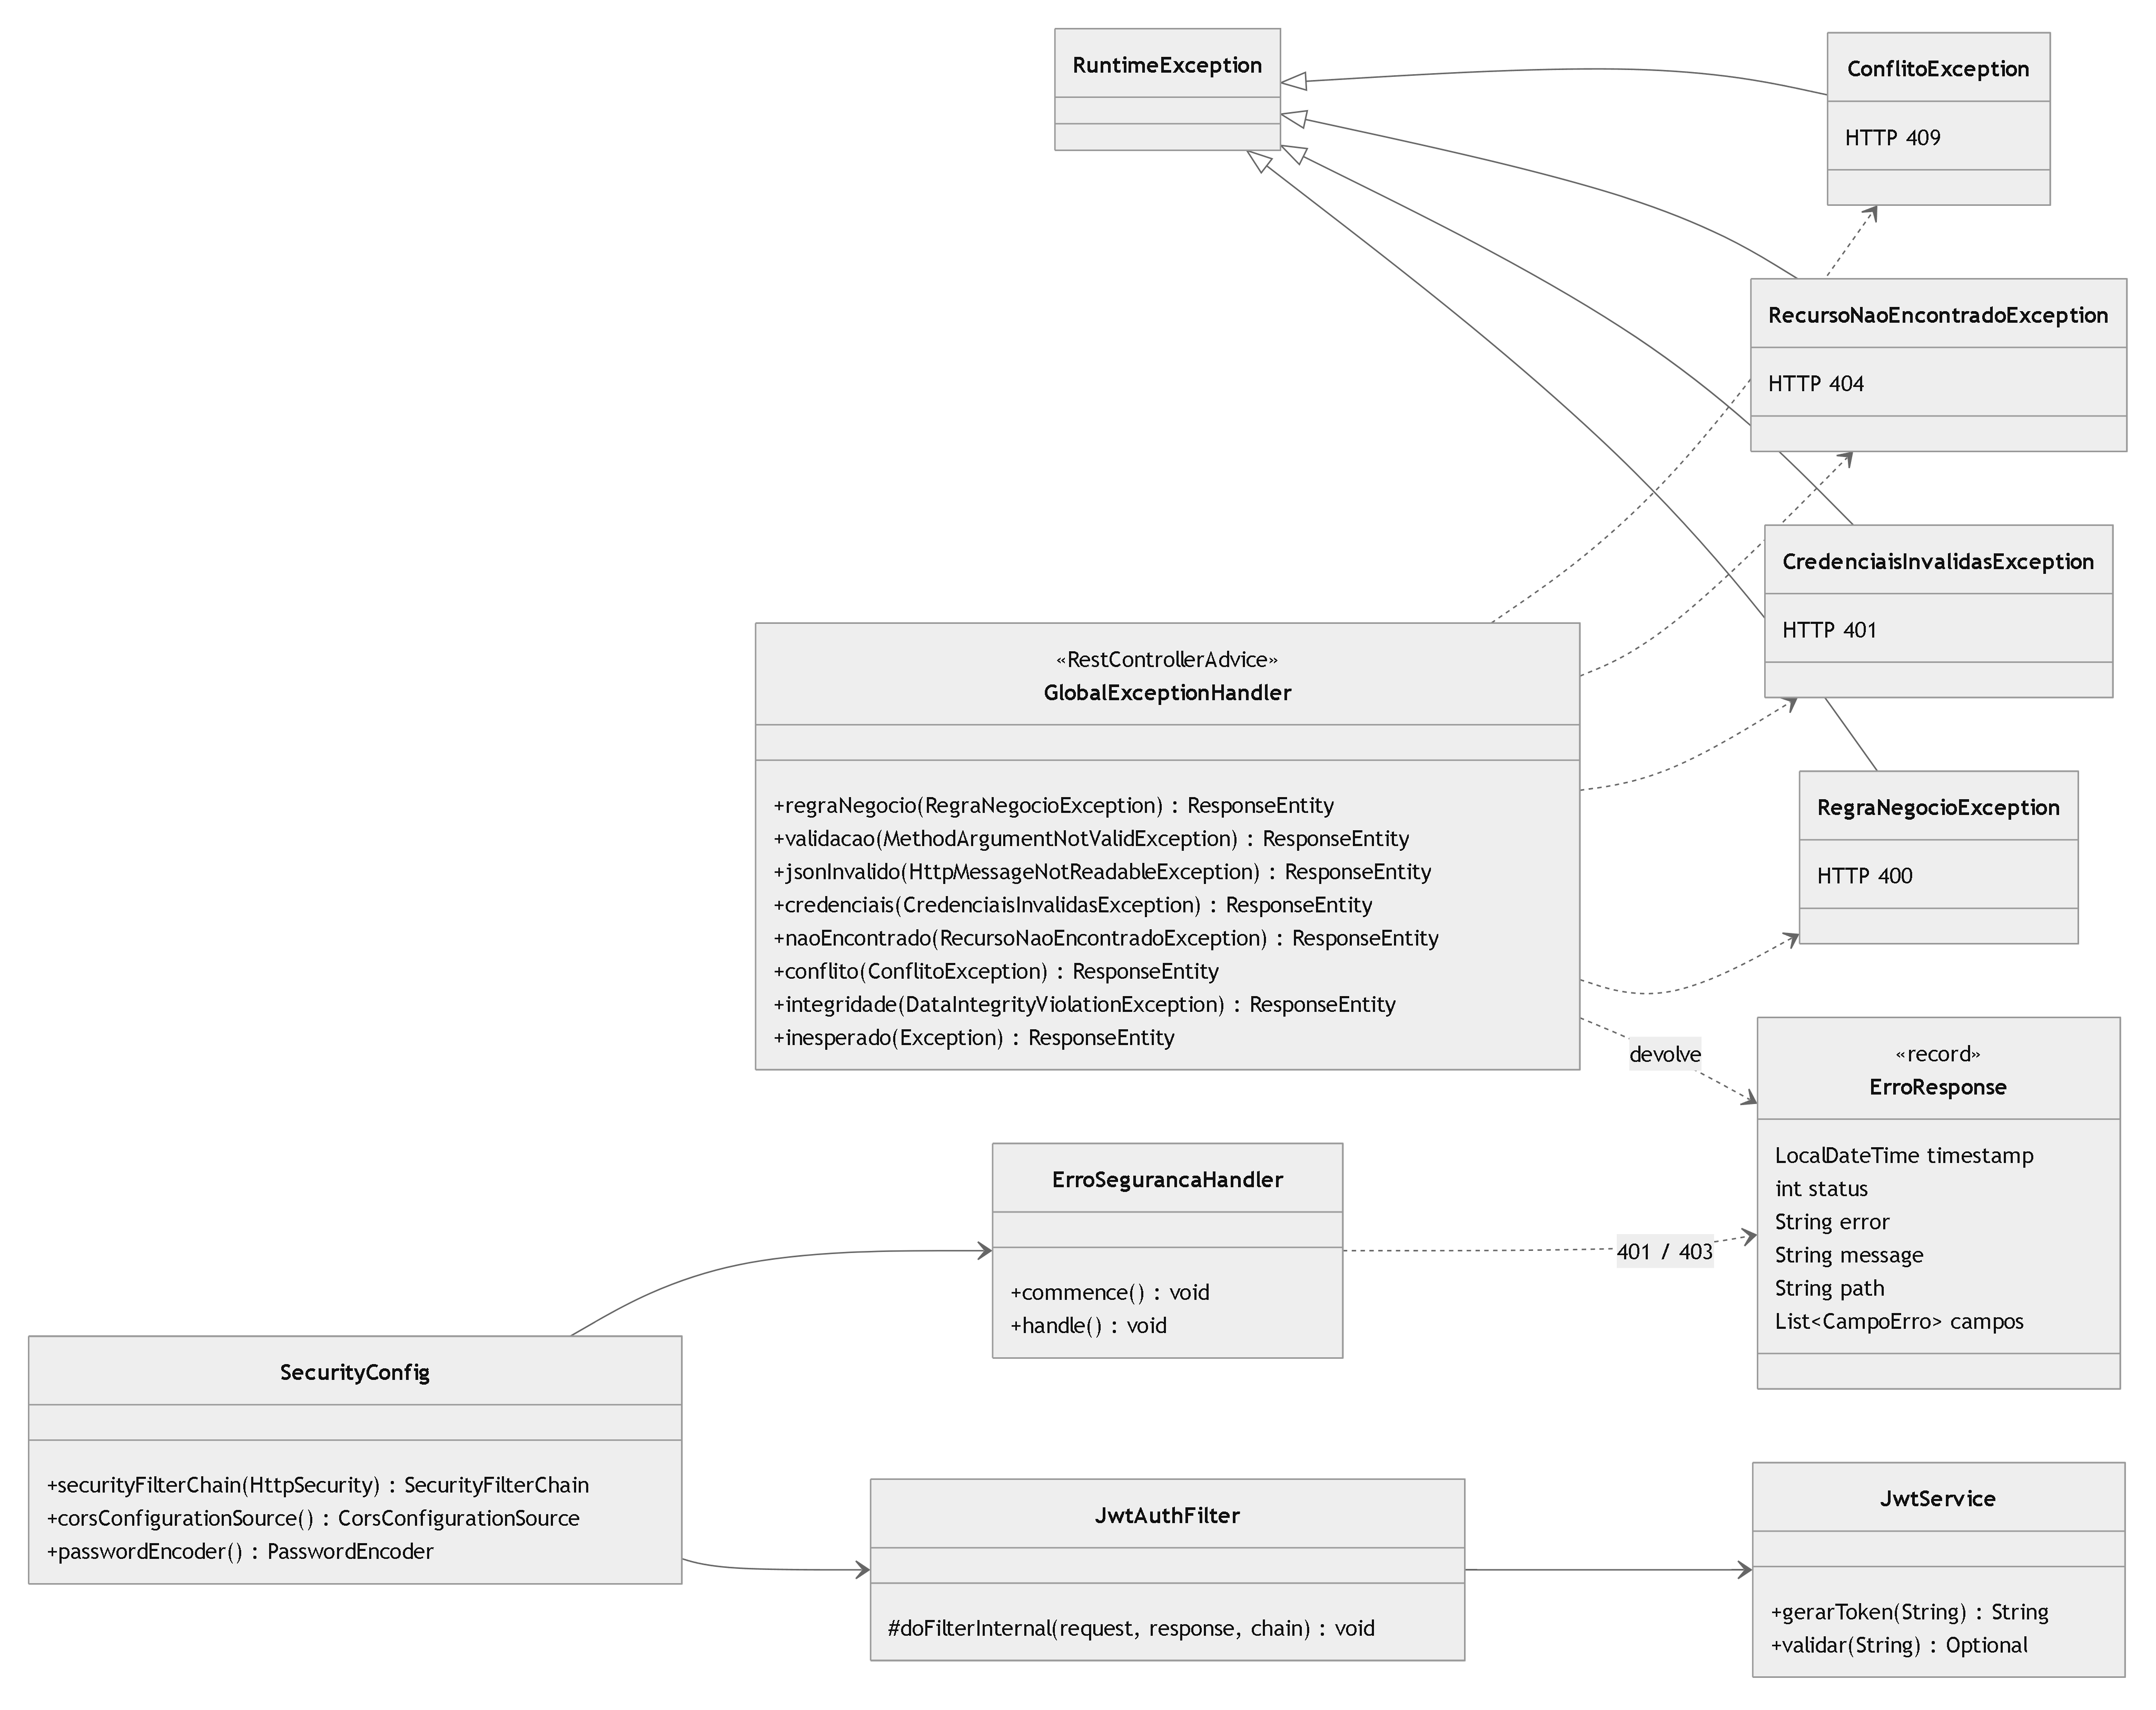 RuntimeException
ConflitoException
HTTP 409
RecursoNaoEncontradoException
HTTP 404
CredenciaisInvalidasException
HTTP 401
«RestControllerAdvice»
GlobalExceptionHandler
+regraNegocio(RegraNegocioException) : ResponseEntity
+validacao(MethodArgumentNotValidException) : ResponseEntity
+jsonInvalido(HttpMessageNotReadableException) : ResponseEntity
+credenciais(CredenciaisInvalidasException) : ResponseEntity
+naoEncontrado(RecursoNaoEncontradoException) : ResponseEntity
+conflito(ConflitoException) : ResponseEntity
+integridade(DataIntegrityViolationException) : ResponseEntity
+inesperado(Exception) : ResponseEntity
RegraNegocioException
HTTP 400
devolve
«record»
ErroResponse
LocalDateTime timestamp
int status
String error
String message
String path
List<CampoErro> campos
ErroSegurancaHandler
+commence() : void
+handle() : void
401 / 403
SecurityConfig
+securityFilterChain(HttpSecurity) : SecurityFilterChain
+corsConfigurationSource() : CorsConfigurationSource
+passwordEncoder() : PasswordEncoder
JwtAuthFilter
#doFilterInternal(request, response, chain) : void
JwtService
+gerarToken(String) : String
+validar(String) : Optional